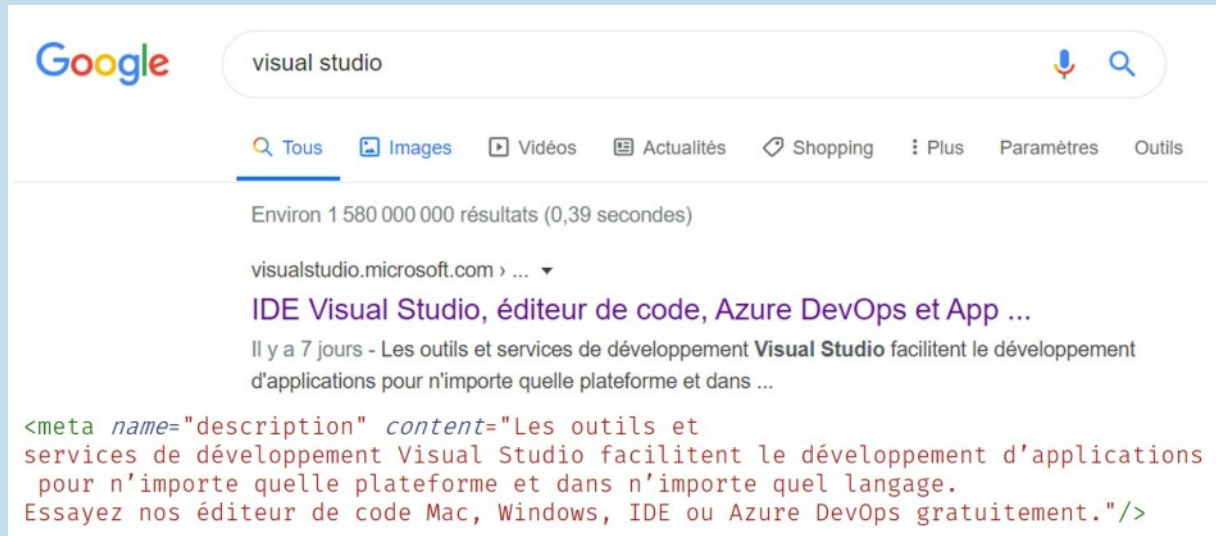 Google
visual studio
Tous Images Vidéos Actualités Shopping Plus Paramètres Outils
Environ 1 580 000 000 résultats (0,39 secondes)
visualstudio.microsoft.com › ...
IDE Visual Studio, éditeur de code, Azure DevOps et App ...
Il y a 7 jours - Les outils et services de développement Visual Studio facilitent le développement
d'applications pour n'importe quelle plateforme et dans ...
<meta name="description" content="Les outils et
services de développement Visual Studio facilitent le développement d’applications
pour n’importe quelle plateforme et dans n’importe quel langage.
Essayez nos éditeur de code Mac, Windows, IDE ou Azure DevOps gratuitement."/>